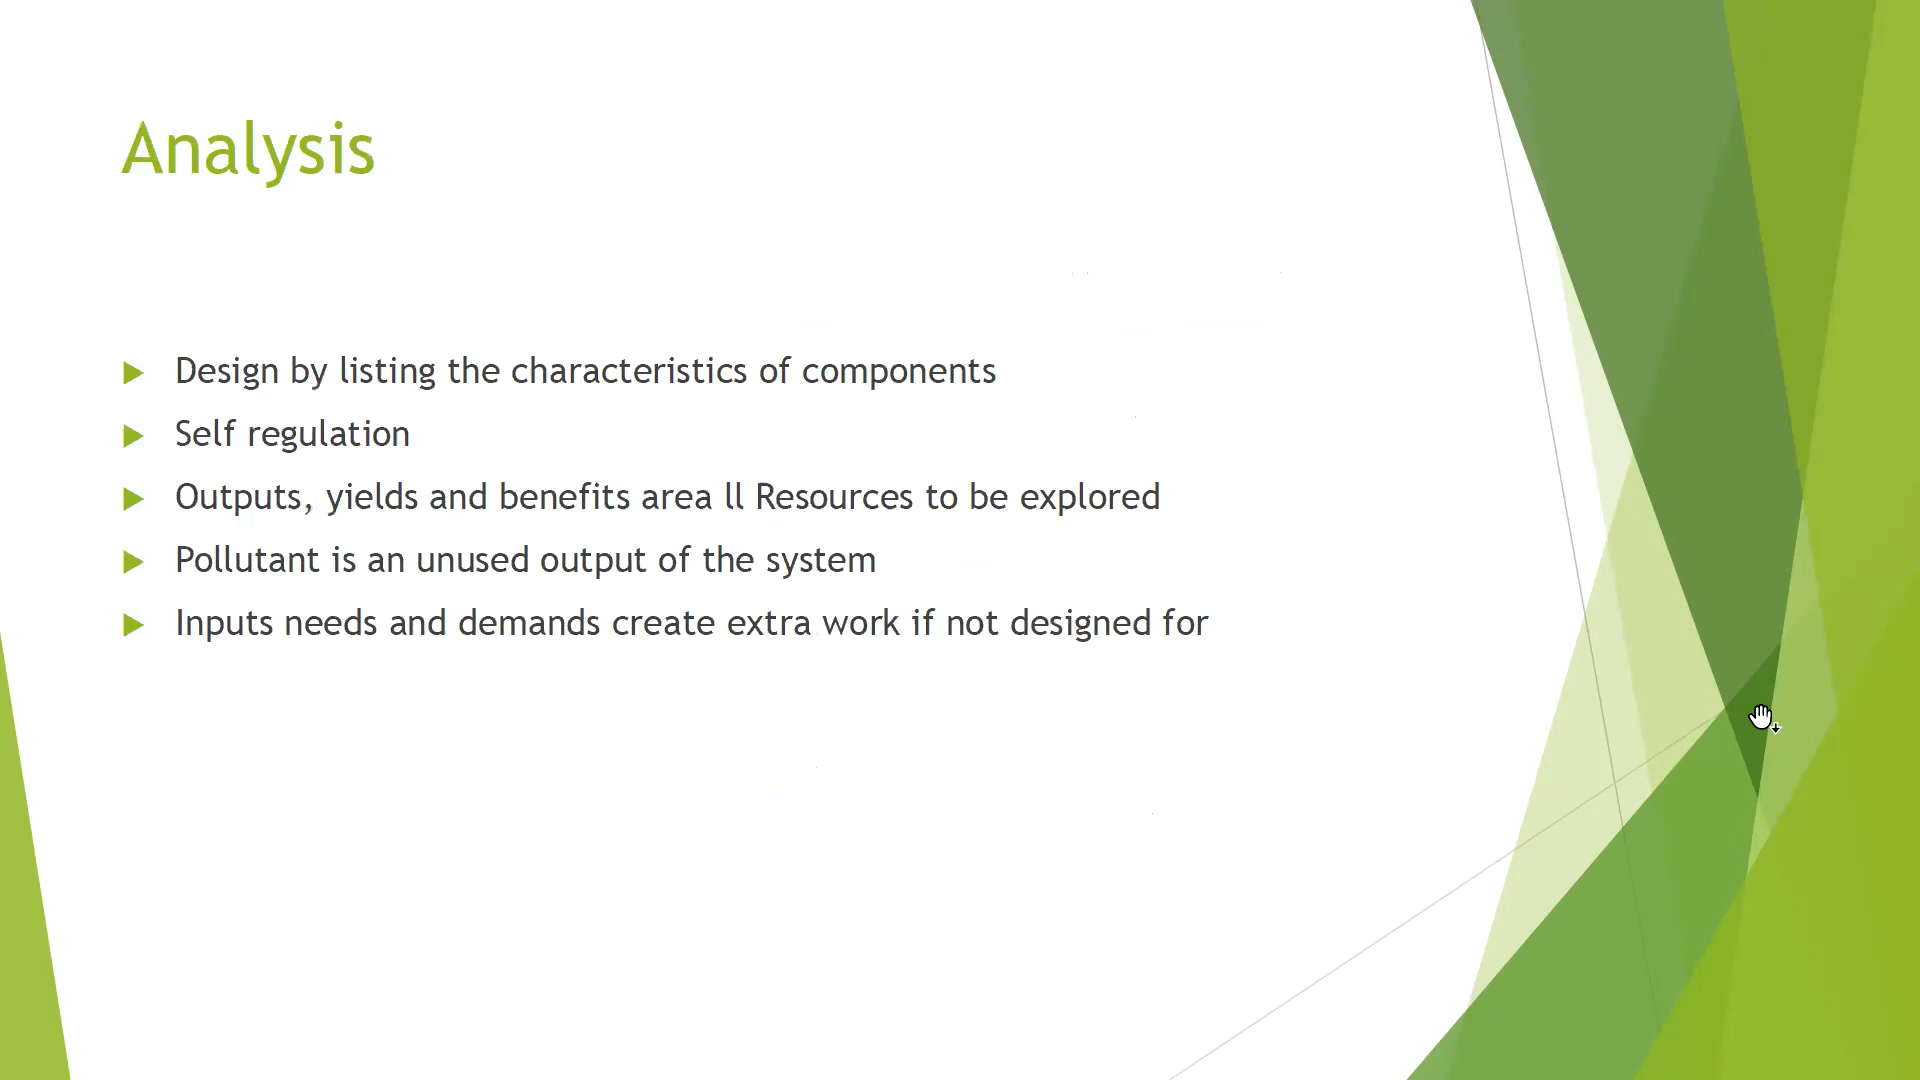 Analysis
Design by listing the characteristics of components
Self regulation
Outputs, yields and benefits area ll Resources to be explored
Pollutant is an unused output of the system
Inputs needs and demands create extra work if not designed for